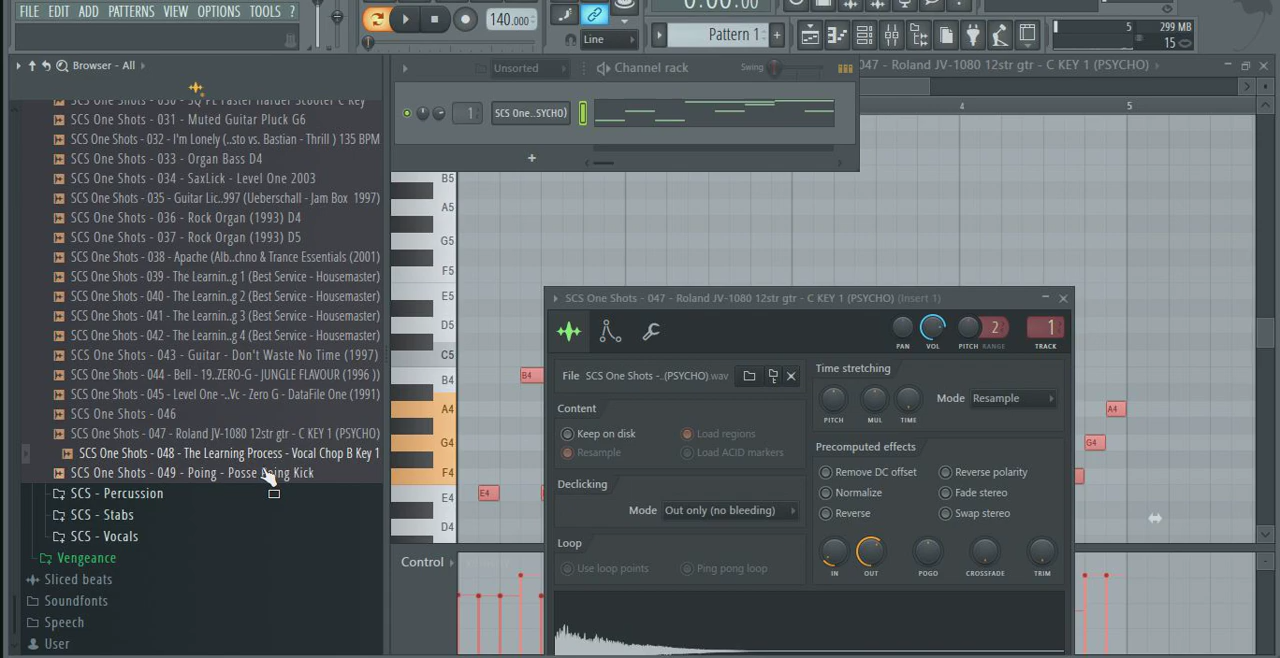 FILE EDIT ADD PATTERNS VIEW OPTIONS TOOLS ?
140.000
Line
Pattern 1
5
299 MB
15
Browser - All
Unsorted
Channel rack
Swing
047 - Roland JV-1080 12str gtr - C KEY 1 (PSYCHO)
1
SCS One..SYCHO)
4
5
SCS One Shots - 031 - Muted Guitar Pluck G6
SCS One Shots - 032 - I'm Lonely (..sto vs. Bastian - Thrill ) 135 BPM
SCS One Shots - 033 - Organ Bass D4
SCS One Shots - 034 - SaxLick - Level One 2003
SCS One Shots - 035 - Guitar Lic..997 (Ueberschall - Jam Box 1997)
SCS One Shots - 036 - Rock Organ (1993) D4
SCS One Shots - 037 - Rock Organ (1993) D5
SCS One Shots - 038 - Apache (Alb..chno & Trance Essentials (2001)
SCS One Shots - 039 - The Learnin..g 1 (Best Service - Housemaster)
SCS One Shots - 040 - The Learnin..g 2 (Best Service - Housemaster)
SCS One Shots - 041 - The Learnin..g 3 (Best Service - Housemaster)
SCS One Shots - 042 - The Learnin..g 4 (Best Service - Housemaster)
SCS One Shots - 043 - Guitar - Don't Waste No Time (1997)
SCS One Shots - 044 - Bell - 19..ZERO-G - JUNGLE FLAVOUR (1996 ))
SCS One Shots - 045 - Level One -..Vc - Zero G - DataFile One (1991)
SCS One Shots - 046
SCS One Shots - 047 - Roland JV-1080 12str gtr - C KEY 1 (PSYCHO)
SCS One Shots - 048 - The Learning Process - Vocal Chop B Key 1
SCS One Shots - 049 - Poing - Posse Poing Kick
SCS - Percussion
SCS - Stabs
SCS - Vocals
Vengeance
Sliced beats
Soundfonts
Speech
User
B5
A5
G5
F5
E5
D5
C5
B4
A4
G4
F4
E4
D4
B4
E4
A4
G4
Control
SCS One Shots - 047 - Roland JV-1080 12str gtr - C KEY 1 (PSYCHO) (Insert 1)
2
1
PAN
VOL
PITCH RANGE
TRACK
File SCS One Shots -..(PSYCHO).wav
Content
Keep on disk
Load regions
Resample
Load ACID markers
Declicking
Mode Out only (no bleeding)
Loop
Use loop points
Ping pong loop
Time stretching
PITCH
MUL
TIME
Mode Resample
Precomputed effects
Remove DC offset
Reverse polarity
Normalize
Fade stereo
Reverse
Swap stereo
IN
OUT
POGO
CROSSFADE
TRIM